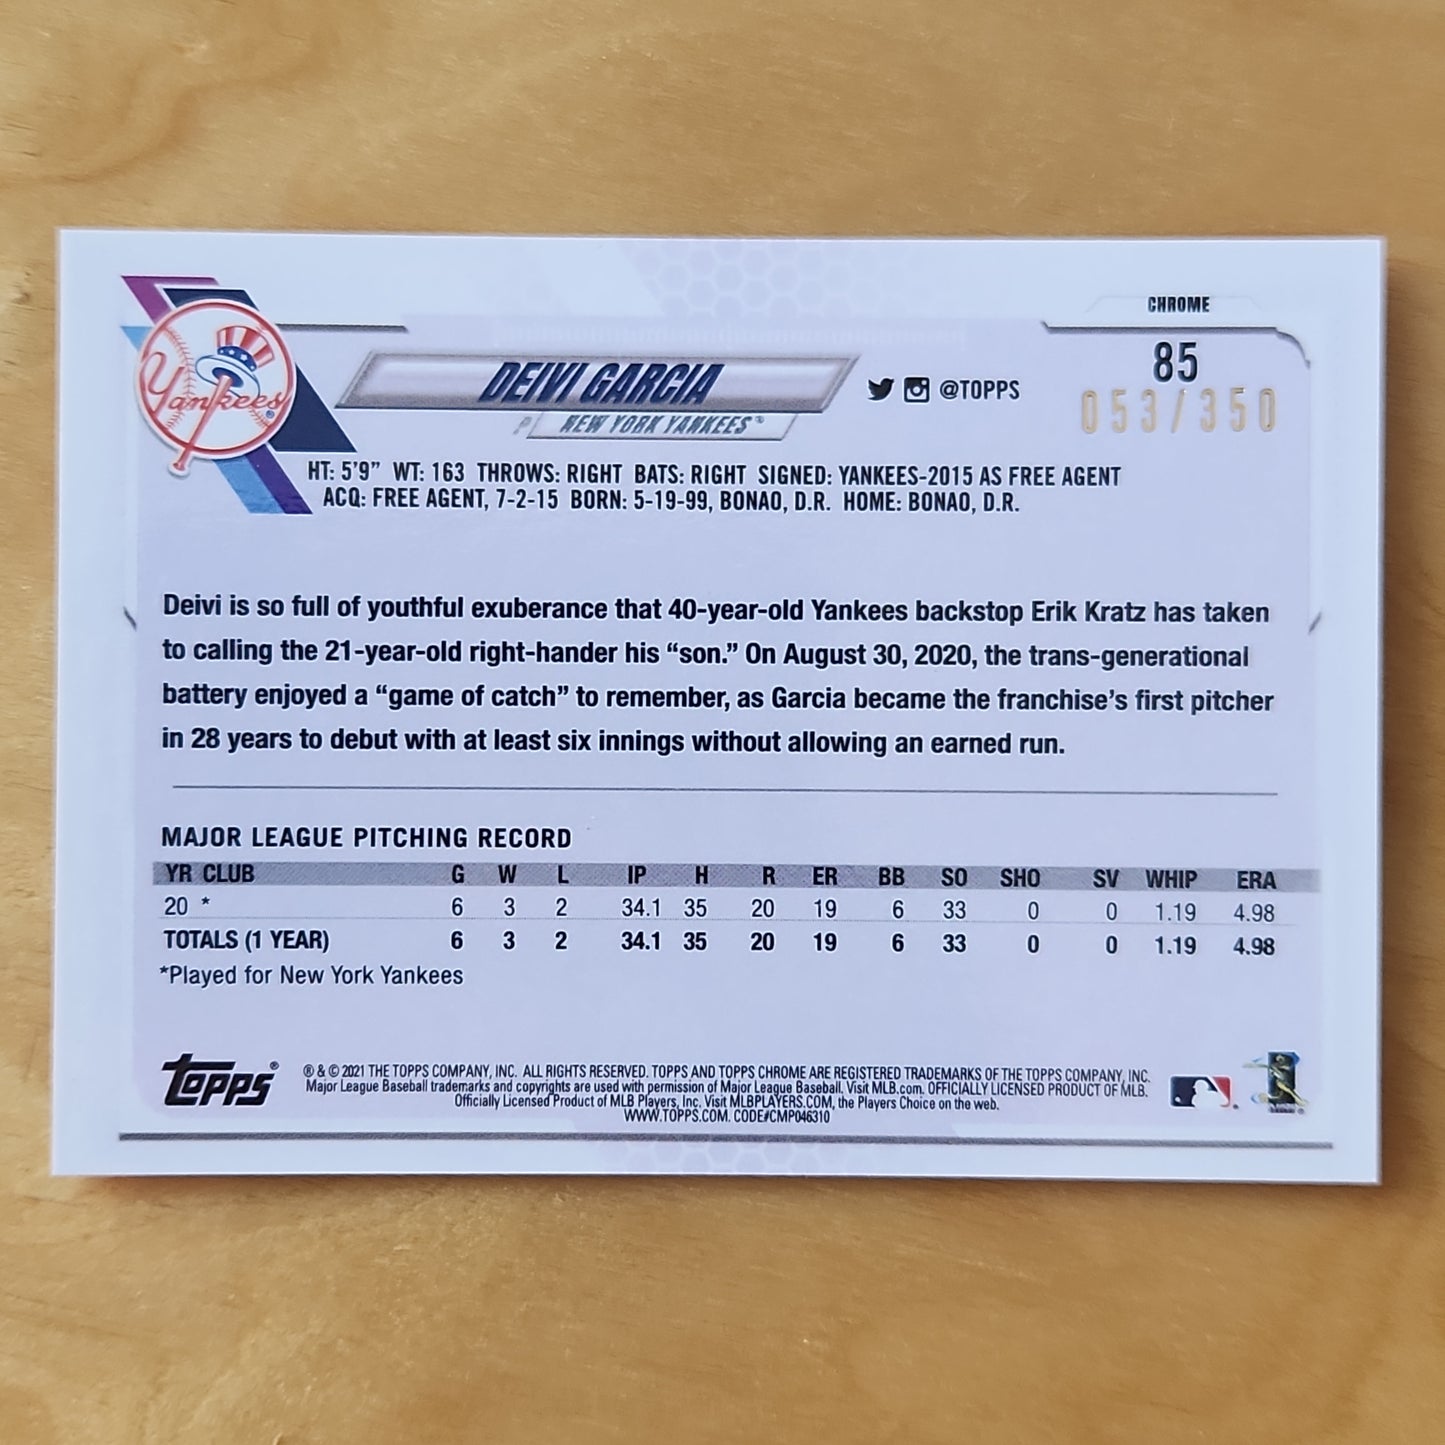 CHROME
Yankees
DEIVI GARCIA
@TOPPS
85
053/350
P NEW YORK YANKEES®
HT: 5'9" WT: 163 THROWS: RIGHT BATS: RIGHT SIGNED: YANKEES-2015 AS FREE AGENT
ACQ: FREE AGENT, 7-2-15 BORN: 5-19-99, BONAO, D.R. HOME: BONAO, D.R.
Deivi is so full of youthful exuberance that 40-year-old Yankees backstop Erik Kratz has taken
to calling the 21-year-old right-hander his “son.” On August 30, 2020, the trans-generational
battery enjoyed a “game of catch” to remember, as Garcia became the franchise’s first pitcher
in 28 years to debut with at least six innings without allowing an earned run.
MAJOR LEAGUE PITCHING RECORD
YR CLUB G W L IP H R ER BB SO SHO SV WHIP ERA
20 * 6 3 2 34.1 35 20 19 6 33 0 0 1.19 4.98
TOTALS (1 YEAR) 6 3 2 34.1 35 20 19 6 33 0 0 1.19 4.98
*Played for New York Yankees
Topps®
® & © 2021 THE TOPPS COMPANY, INC. ALL RIGHTS RESERVED. TOPPS AND TOPPS CHROME ARE REGISTERED TRADEMARKS OF THE TOPPS COMPANY, INC.
Major League Baseball trademarks and copyrights are used with permission of Major League Baseball. Visit MLB.com. OFFICIALLY LICENSED PRODUCT OF MLB.
Officially Licensed Product of MLB Players, Inc. Visit MLBPLAYERS.COM, the Players Choice on the web.
WWW.TOPPS.COM. CODE#CMP046310